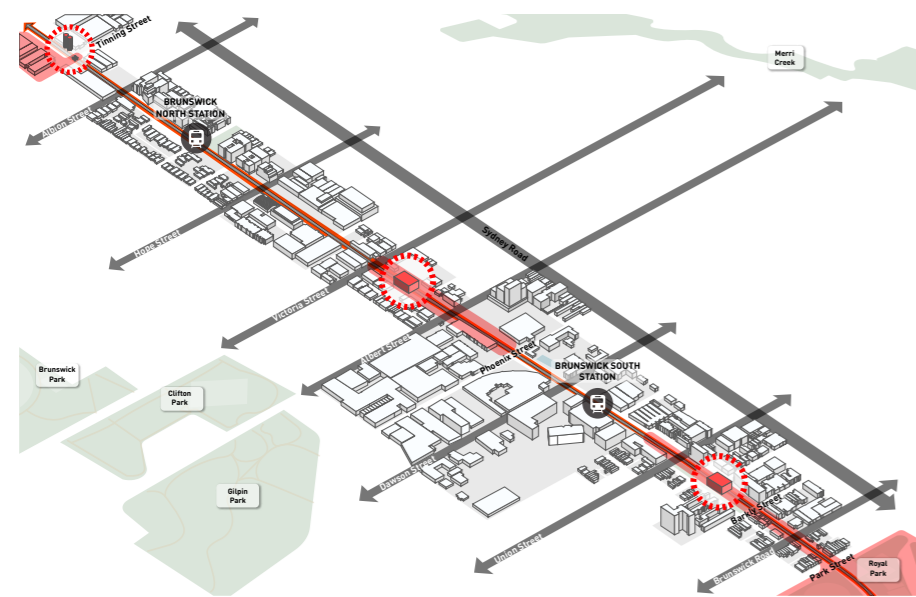 Tinning Street
Merri
Creek
BRUNSWICK
NORTH STATION
Albion Street
Sydney Road
Hope Street
Victoria Street
Albert Street
Phoenix Street
BRUNSWICK SOUTH
STATION
Brunswick
Park
Clifton
Park
Gilpin
Park
Dawson Street
Barkly Street
Union Street
Brunswick Road
Park Street
Royal
Park